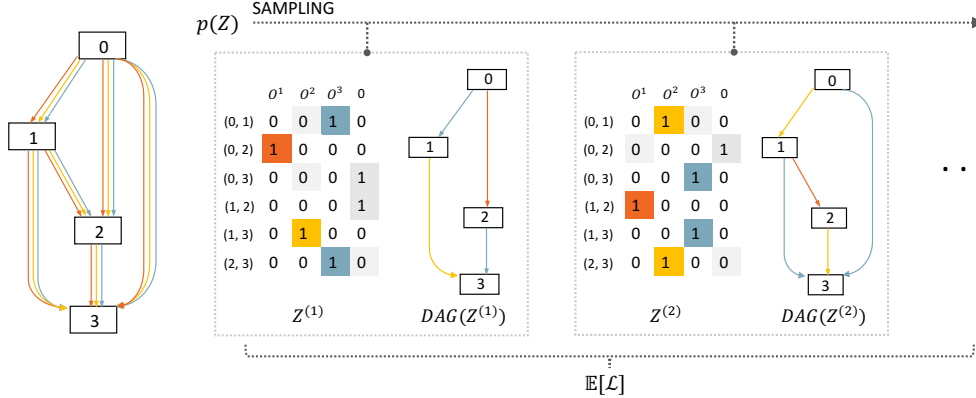 SAMPLING
p(Z)
0
1
2
3
O¹ O² O³ 0
(0, 1) 0 0 1 0
(0, 2) 1 0 0 0
(0, 3) 0 0 0 1
(1, 2) 0 0 0 1
(1, 3) 0 1 0 0
(2, 3) 0 0 1 0
Z⁽¹⁾
0
1
2
3
DAG(Z⁽¹⁾)
O¹ O² O³ 0
(0, 1) 0 1 0 0
(0, 2) 0 0 0 1
(0, 3) 0 0 1 0
(1, 2) 1 0 0 0
(1, 3) 0 0 1 0
(2, 3) 0 1 0 0
Z⁽²⁾
0
1
2
3
DAG(Z⁽²⁾)
. .
𝔼[ℒ]